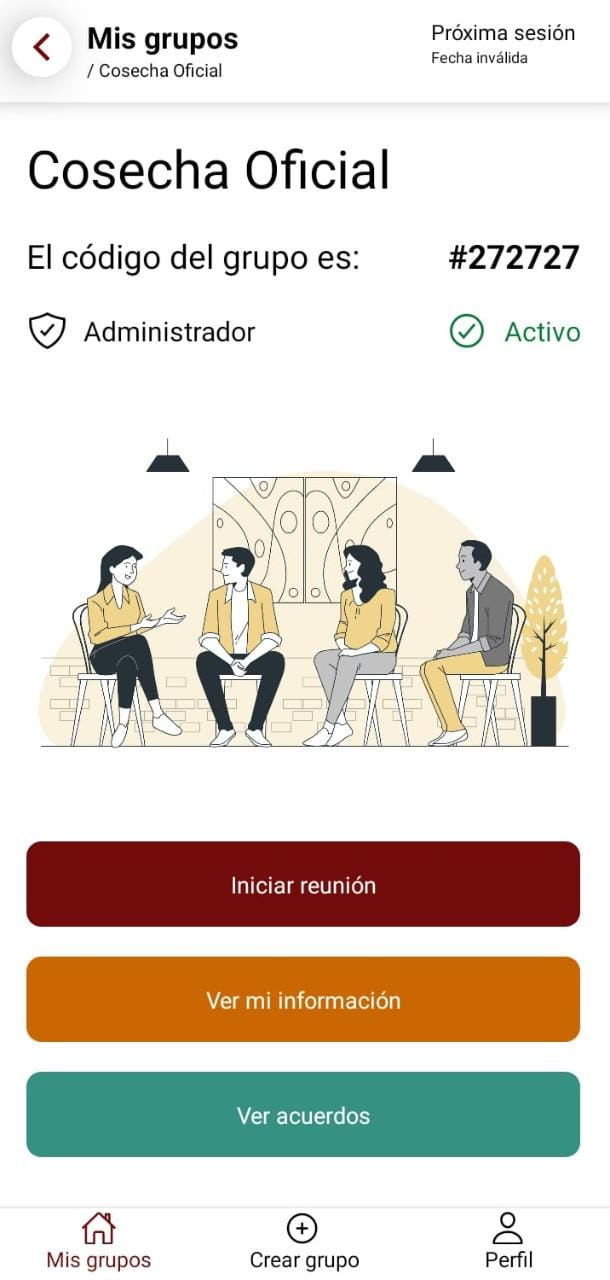 Mis grupos
/ Cosecha Oficial
Próxima sesión
Fecha inválida
Cosecha Oficial
El código del grupo es: #272727
Administrador
Activo
Iniciar reunión
Ver mi información
Ver acuerdos
Mis grupos
Crear grupo
Perfil